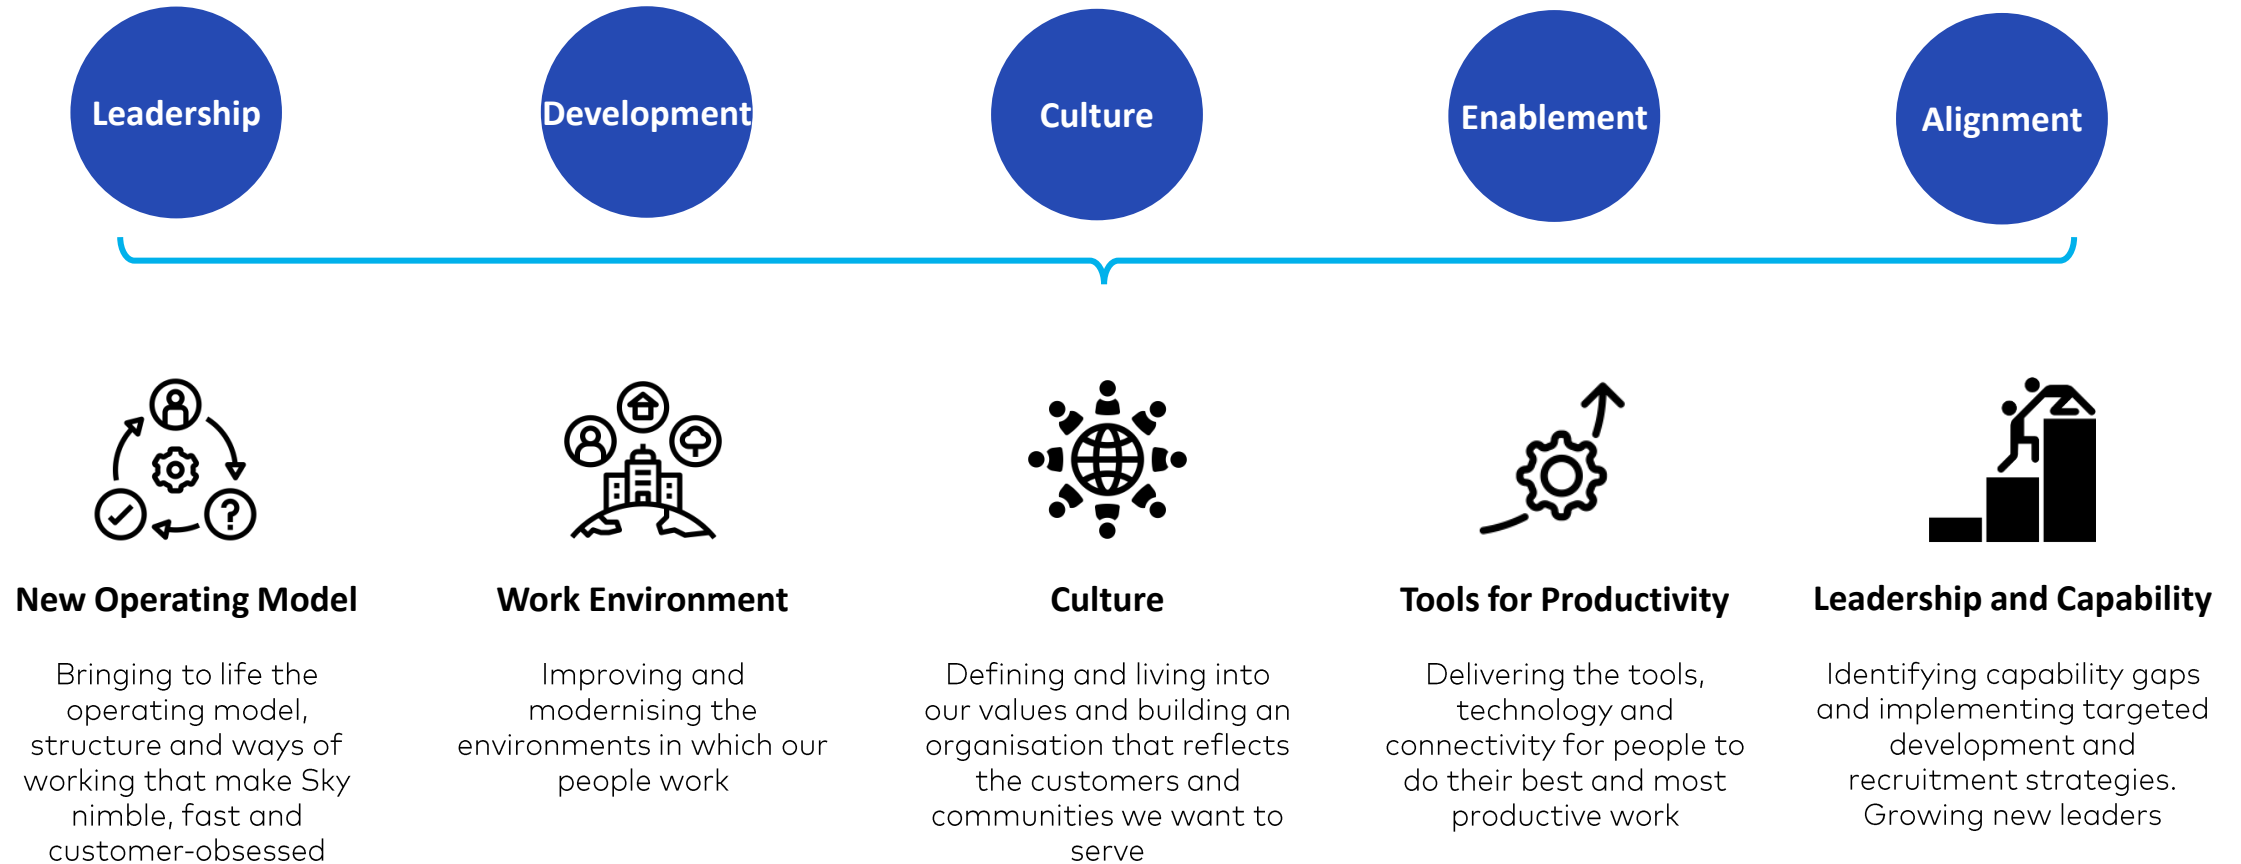 Leadership
Development
Culture
Enablement
Alignment
New Operating Model
Bringing to life the
operating model,
structure and ways of
working that make Sky
nimble, fast and
customer-obsessed
Work Environment
Improving and
modernising the
environments in which our
people work
Culture
Defining and living into
our values and building an
organisation that reflects
the customers and
communities we want to
serve
Tools for Productivity
Delivering the tools,
technology and
connectivity for people to
do their best and most
productive work
Leadership and Capability
Identifying capability gaps
and implementing targeted
development and
recruitment strategies.
Growing new leaders